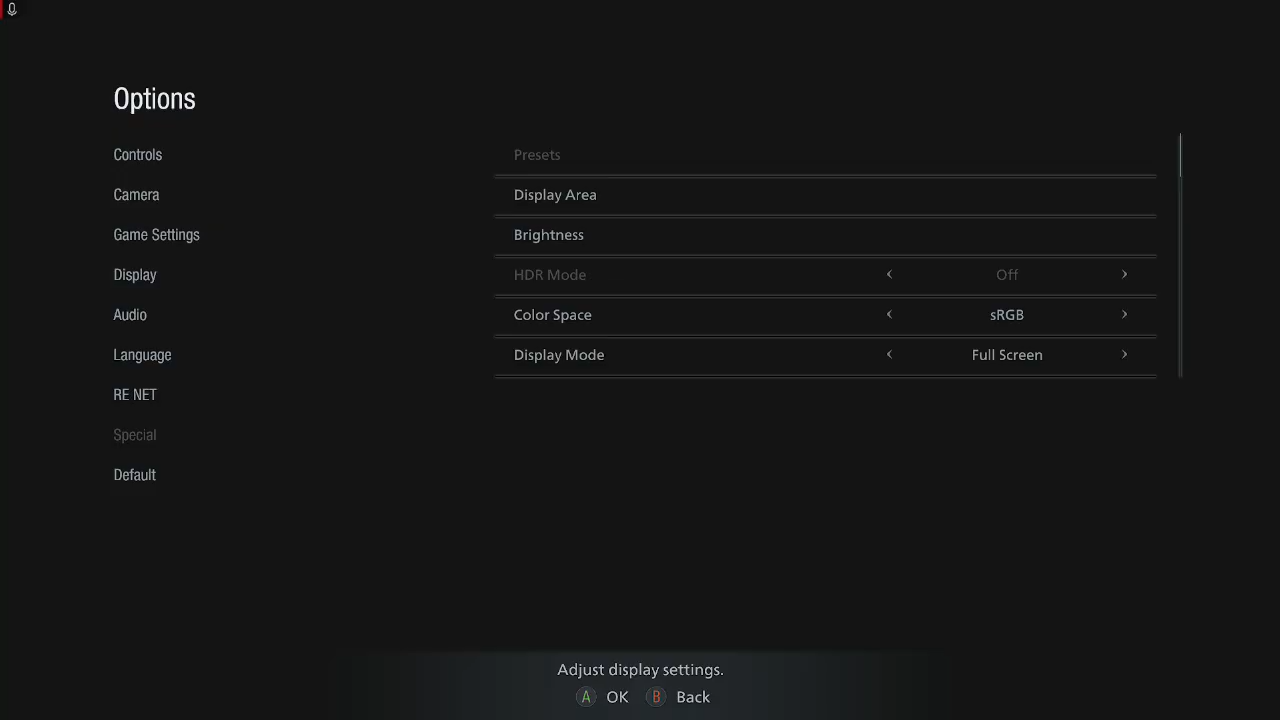 Options
Controls
Camera
Game Settings
Display
Audio
Language
RE NET
Special
Default
Presets
Display Area
Brightness
HDR Mode < Off >
Color Space < sRGB >
Display Mode < Full Screen >
Adjust display settings.
A OK B Back